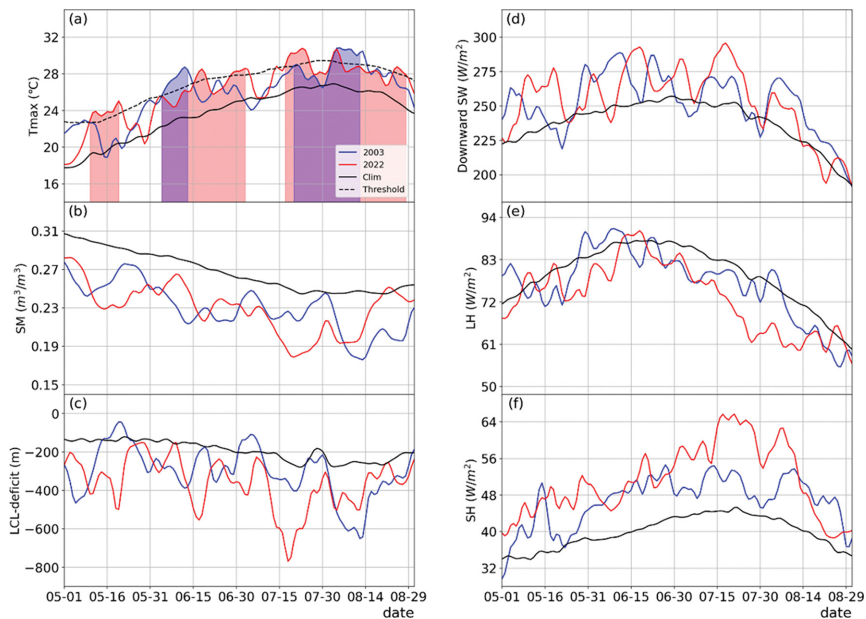 (a)
Tmax (°C)
32
28
24
20
16
2003
2022
Clim
Threshold
(b)
SM (m³/m³)
0.31
0.27
0.23
0.19
0.15
(c)
LCL-deficit (m)
0
−200
−400
−600
−800
05-01 05-16 05-31 06-15 06-30 07-15 07-30 08-14 08-29
date
(d)
Downward SW (W/m²)
300
275
250
225
200
(e)
LH (W/m²)
94
83
72
61
50
(f)
SH (W/m²)
64
56
48
40
32
05-01 05-16 05-31 06-15 06-30 07-15 07-30 08-14 08-29
date